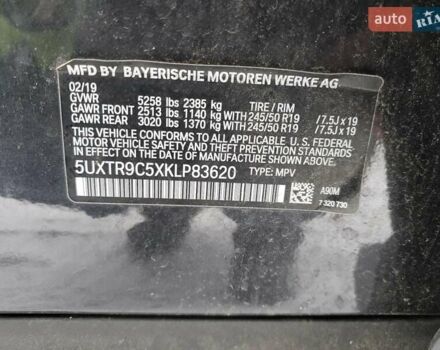 auto RIA
MFD BY BAYERISCHE MOTOREN WERKE AG
02/19
GVWR 5258 lbs 2385 kg TIRE / RIM
GAWR FRONT 2513 lbs 1140 kg WITH 245/50 R19 / 7.5J x 19
GAWR REAR 3020 lbs 1370 kg WITH 245/50 R19 / 7.5J x 19
THIS VEHICLE CONFORMS TO ALL APPLICABLE
FEDERAL MOTOR VEHICLE SAFETY, BUMPER, AND THEFT
PREVENTION STANDARDS IN EFFECT ON THE DATE OF
MANUFACTURE SHOWN ABOVE.
5UXTR9C5XKLP83620 TYPE: MPV
A90M
7 320 730